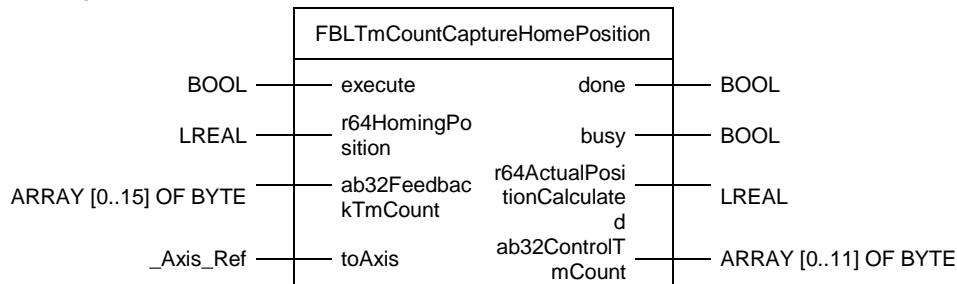 FBLTmCountCaptureHomePosition
BOOL execute done BOOL
LREAL r64HomingPo
sition busy BOOL
ARRAY [0..15] OF BYTE ab32Feedbac
kTmCount r64ActualPosi
tionCalculate
d LREAL
_Axis_Ref toAxis ab32ControlT
mCount ARRAY [0..11] OF BYTE